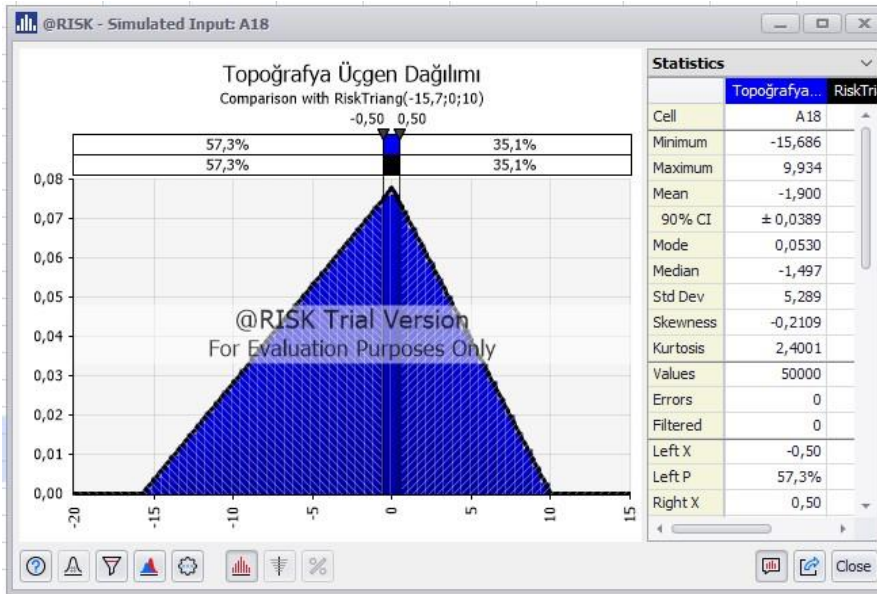 @RISK - Simulated Input: A18
Topoğrafya Üçgen Dağılımı
Comparison with RiskTriang(-15,7;0;10)
-0,50 0,50
57,3% 35,1%
57,3% 35,1%
0,08
0,07
0,06
0,05
0,04
0,03
0,02
0,01
0,00
-20 -15 -10 -5 0 5 10 15
@RISK Trial Version
For Evaluation Purposes Only
Statistics
Topoğrafya... RiskTri
Cell A18
Minimum -15,686
Maximum 9,934
Mean -1,900
90% CI ± 0,0389
Mode 0,0530
Median -1,497
Std Dev 5,289
Skewness -0,2109
Kurtosis 2,4001
Values 50000
Errors 0
Filtered 0
Left X -0,50
Left P 57,3%
Right X 0,50
Close